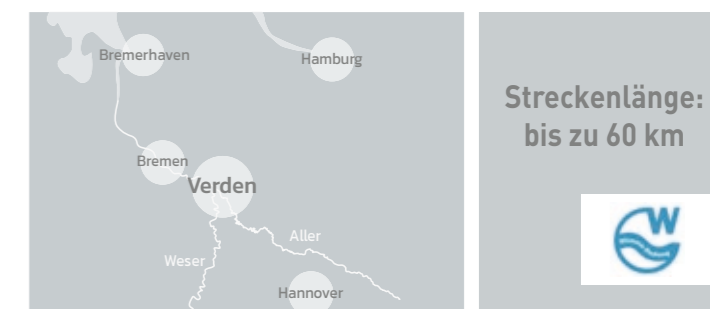 Bremerhaven
Hamburg
Bremen
Verden
Aller
Weser
Hannover
Streckenlänge:
bis zu 60 km
W